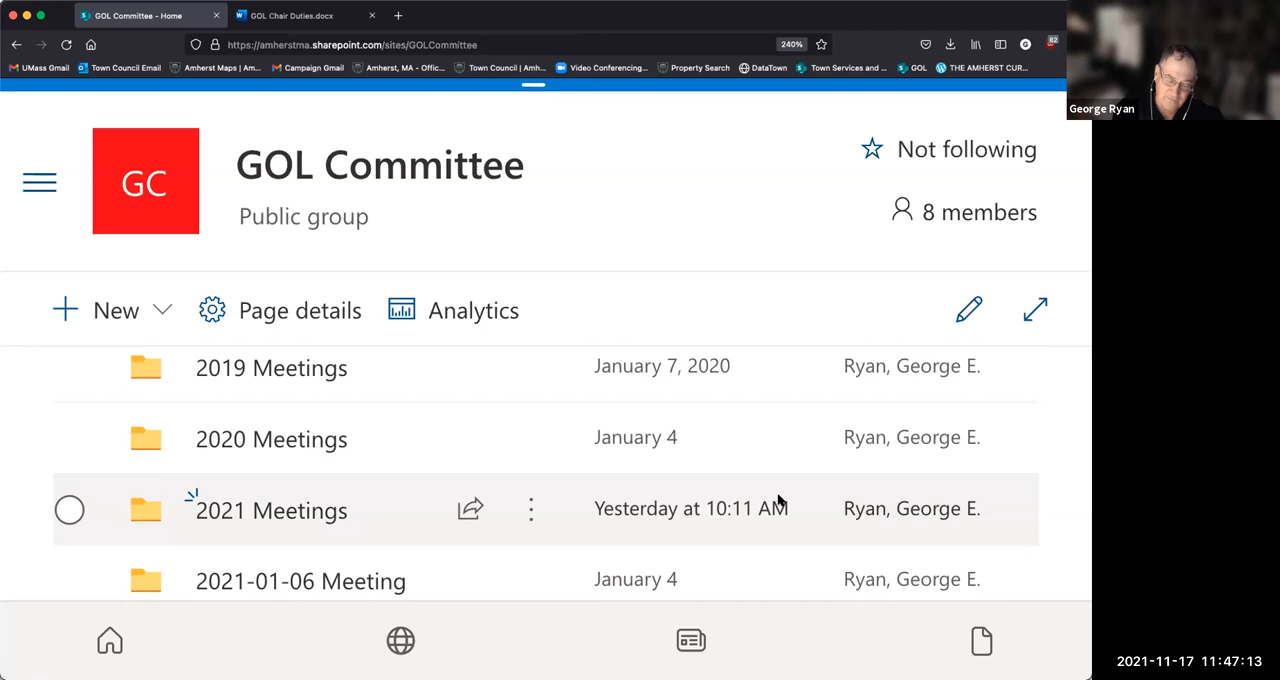 GOL Committee - Home
GOL Chair Duties.docx
https://amherstma.sharepoint.com/sites/GOLCommittee
240%
82
UMass Gmail
Town Council Email
Amherst Maps | Am...
Campaign Gmail
Amherst, MA - Offic...
Town Council | Amh...
Video Conferencing...
Property Search
DataTown
Town Services and ...
GOL
THE AMHERST CUR...
George Ryan
GC
GOL Committee
Public group
Not following
8 members
New
Page details
Analytics
2019 Meetings January 7, 2020 Ryan, George E.
2020 Meetings January 4 Ryan, George E.
2021 Meetings Yesterday at 10:11 AM Ryan, George E.
2021-01-06 Meeting January 4 Ryan, George E.
2021-11-17 11:47:13